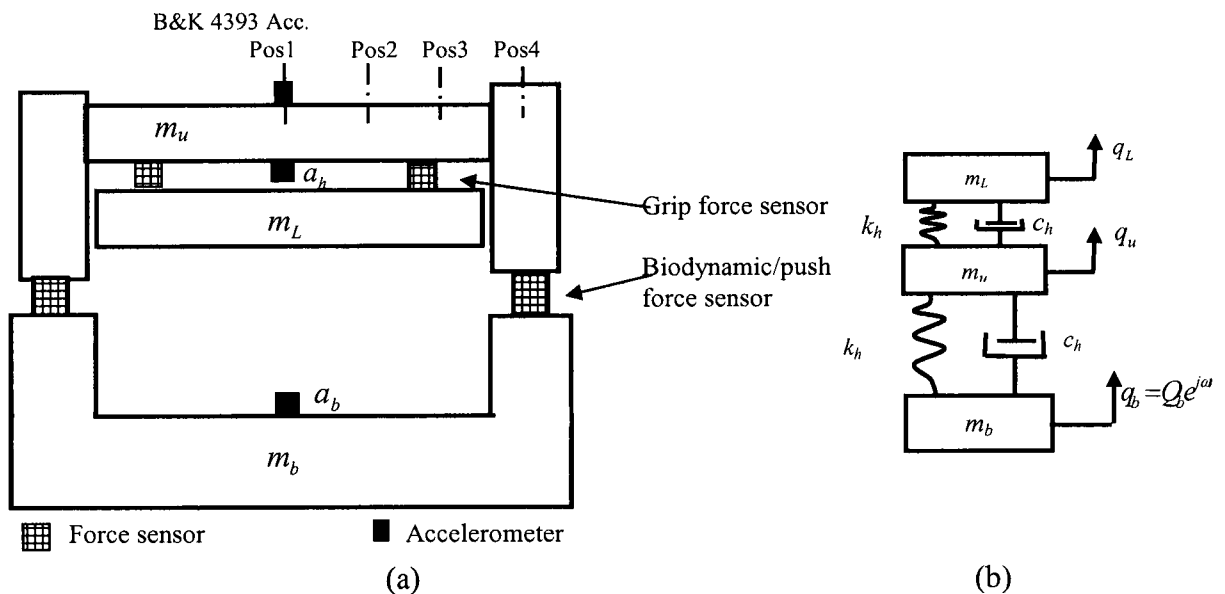 B&K 4393 Acc.
Pos1 Pos2 Pos3 Pos4
m_u
a_h
Grip force sensor
m_L
Biodynamic/push
force sensor
a_b
m_b
Force sensor
Accelerometer
(a)
q_L
m_L
k_h
c_h
q_u
m_u
k_h
c_h
q_b=Q_b e^{jωt}
m_b
(b)